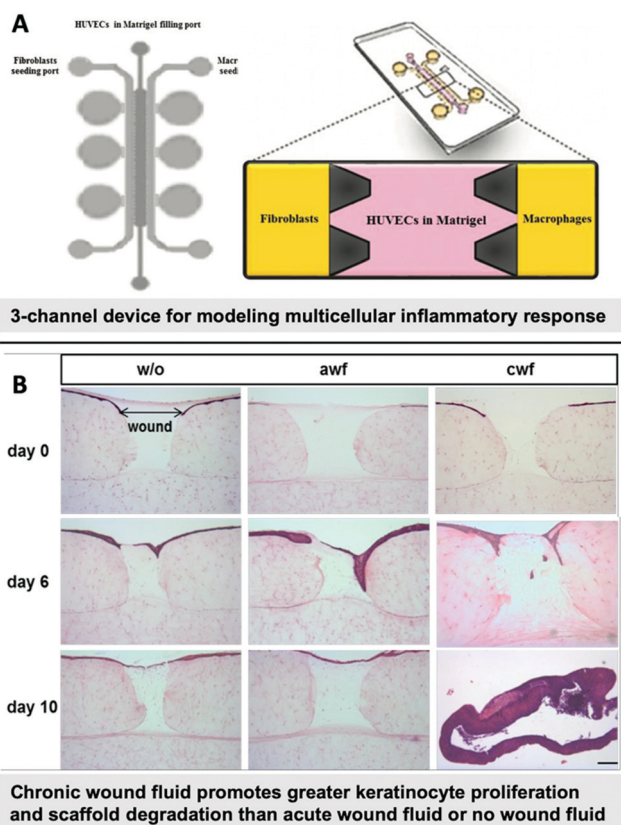 A
HUVECs in Matrigel filling port
Fibroblasts
seeding port
Macr
seedi
Fibroblasts
HUVECs in Matrigel
Macrophages
3-channel device for modeling multicellular inflammatory response
B
w/o
awf
cwf
wound
day 0
day 6
day 10
Chronic wound fluid promotes greater keratinocyte proliferation
and scaffold degradation than acute wound fluid or no wound fluid